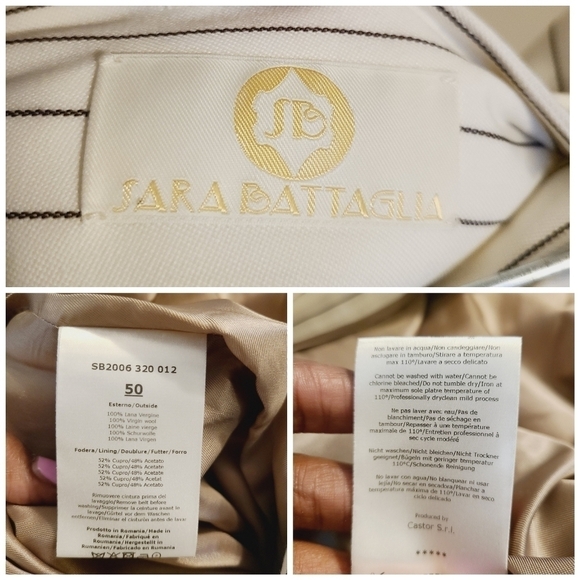 SB
SARA BATTAGLIA
SB2006 320 012
50
Esterno/Outside
100% Lana Vergine
100% Virgin wool
100% Laine vierge
100% Schurwolle
100% Lana Virgen
Fodera/Lining/Doublure/Futter/Forro
52% Cupro/48% Acetato
52% Cupro/48% Acetate
52% Cupro/48% Acétate
52% Cupro/48% Acetat
52% Cupro/48% Acetato
Rimuovere cintura prima del
lavaggio/Remove belt before
washing/Supprimer la ceinture avant le
lavage/Gürtel vor dem Waschen
entfernen/Eliminar el cinturón antes de lavar
Prodotto in Romania/Made in
Romania/Fabriqué en
Roumanie/Hergestellt in
Rumänien/Fabricado en Rumanía
Non lavare in acqua/Non candeggiare/Non
asciugare in tamburo/Stirare a temperatura
max 110°/Lavare a secco delicato
Cannot be washed with water/Cannot be
chlorine bleached/Do not tumble dry/Iron at
maximum sole plate temperature of
110°/Professionally dryclean mild process
Ne pas laver avec eau/Pas de
blanchiment/Pas de séchage en
tambour/Repasser à une temperature
maximale de 110°/Entretien professionnel à
sec cycle modéré
Nicht waschen/Nicht bleichen/Nicht Trockner
geeignet/Bügeln mit geringer temperatur
110°C/Schonende Reinigung
No lavar con agua/No blanquear ni usar
lejía/No secar en secadora/Planchar a
temperatura máxima de 110°/Lavar en seco
ciclo delicado
Produced by
Castor S.r.l.
*****